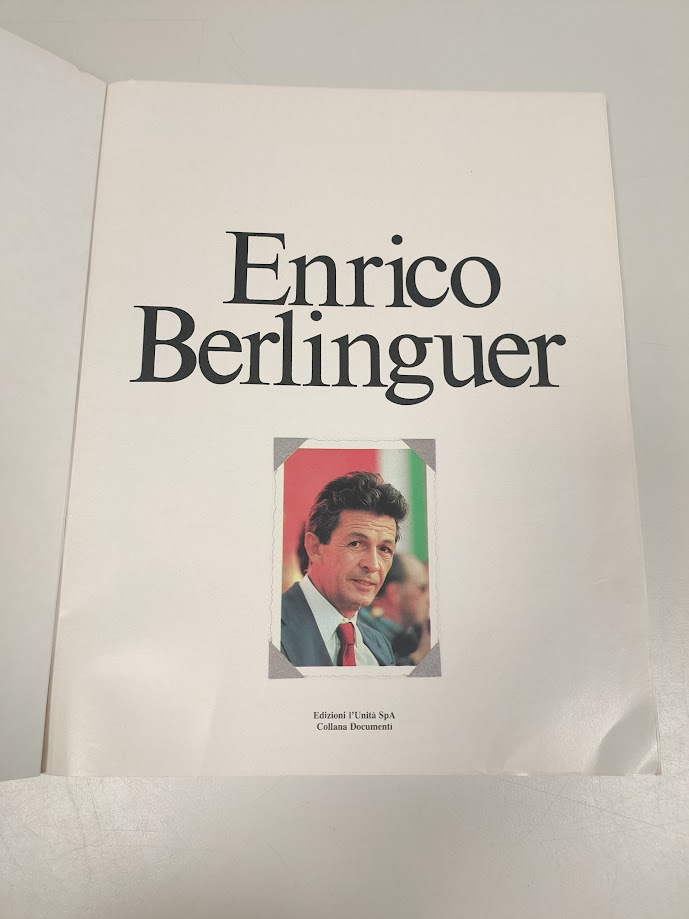 Enrico
Berlinguer
Edizioni l'Unità SpA
Collana Documenti